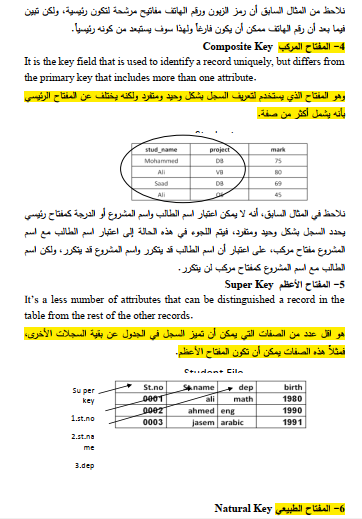 نلاحظ من المثال السابق أن رمز الزبون ورقم الهاتف مفاتيح مرشحة لتكون رئيسية، ولكن تبين
فيما بعد أن رقم الهاتف ممكن أن يكون فارغاً ولهذا سوف يستبعد من كونه رئيسياً.
4- المفتاح المركب Composite Key
It is the key field that is used to identify a record uniquely, but differs from
the primary key that includes more than one attribute.
وهو المفتاح الذي يستخدم لتعريف السجل بشكل وحيد ومتفرد ولكنه يختلف عن المفتاح الرئيسي
بأنه يشمل أكثر من صفة.
stud_name project mark
Mohammed DB 75
Ali VB 80
Saad DB 69
Ali 45
نلاحظ في المثال السابق، أنه لا يمكن اعتبار اسم الطالب واسم المشروع أو الدرجة كمفتاح رئيسي
يحدد السجل بشكل وحيد ومتفرد، فيتم اللجوء في هذه الحالة إلى اعتبار اسم الطالب مع اسم
المشروع مفتاح مركب، على اعتبار أن اسم الطالب قد يتكرر واسم المشروع قد يتكرر، ولكن اسم
الطالب مع اسم المشروع كمفتاح مركب لن يتكرر.
5- المفتاح الأعظم Super Key
It's a less number of attributes that can be distinguished a record in the
table from the rest of the other records.
هو اقل عدد من الصفات التي يمكن أن تميز السجل في الجدول عن بقية السجلات الأخرى،
فمثلاً هذه الصفات يمكن أن تكون المفتاح الأعظم.
Student File
Su per
key
1.st.no
2.st.na
me
3.dep
St.no St.name dep birth
0001 ali math 1980
0002 ahmed eng 1990
0003 jasem arabic 1991
6- المفتاح الطبيعي Natural Key